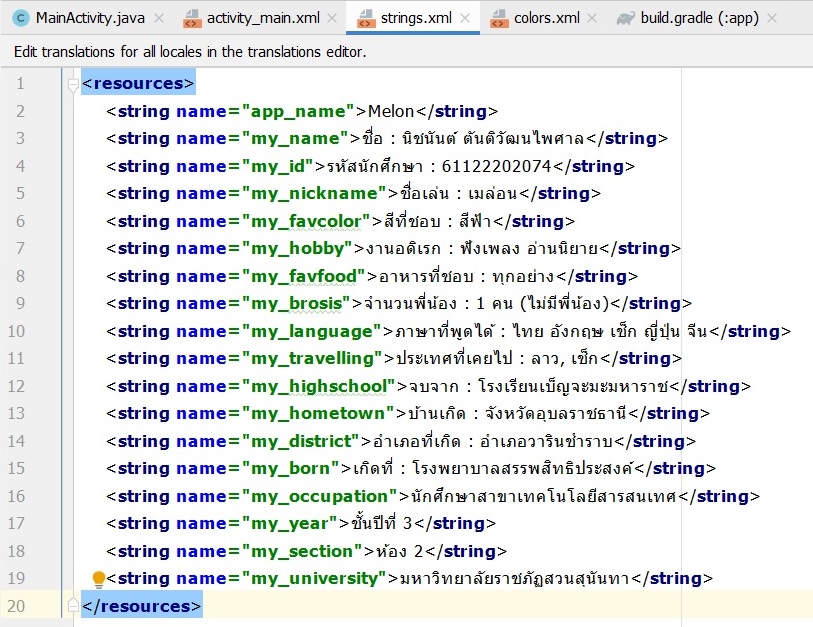 MainActivity.java × activity_main.xml × strings.xml × colors.xml × build.gradle (:app) ×
Edit translations for all locales in the translations editor.
1 <resources>
2 <string name="app_name">Melon</string>
3 <string name="my_name">ชื่อ : นิชนันต์ ตันติวัฒนไพศาล</string>
4 <string name="my_id">รหัสนักศึกษา : 61122202074</string>
5 <string name="my_nickname">ชื่อเล่น : เมล่อน</string>
6 <string name="my_favcolor">สีที่ชอบ : สีฟ้า</string>
7 <string name="my_hobby">งานอดิเรก : ฟังเพลง อ่านนิยาย</string>
8 <string name="my_favfood">อาหารที่ชอบ : ทุกอย่าง</string>
9 <string name="my_brosis">จำนวนพี่น้อง : 1 คน (ไม่มีพี่น้อง)</string>
10 <string name="my_language">ภาษาที่พูดได้ : ไทย อังกฤษ เช็ก ญี่ปุ่น จีน</string>
11 <string name="my_travelling">ประเทศที่เคยไป : ลาว, เช็ก</string>
12 <string name="my_highschool">จบจาก : โรงเรียนเบ็ญจะมะมหาราช</string>
13 <string name="my_hometown">บ้านเกิด : จังหวัดอุบลราชธานี</string>
14 <string name="my_district">อำเภอที่เกิด : อำเภอวารินชำราบ</string>
15 <string name="my_born">เกิดที่ : โรงพยาบาลสรรพสิทธิประสงค์</string>
16 <string name="my_occupation">นักศึกษาสาขาเทคโนโลยีสารสนเทศ</string>
17 <string name="my_year">ชั้นปีที่ 3</string>
18 <string name="my_section">ห้อง 2</string>
19 <string name="my_university">มหาวิทยาลัยราชภัฏสวนสุนันทา</string>
20 </resources>